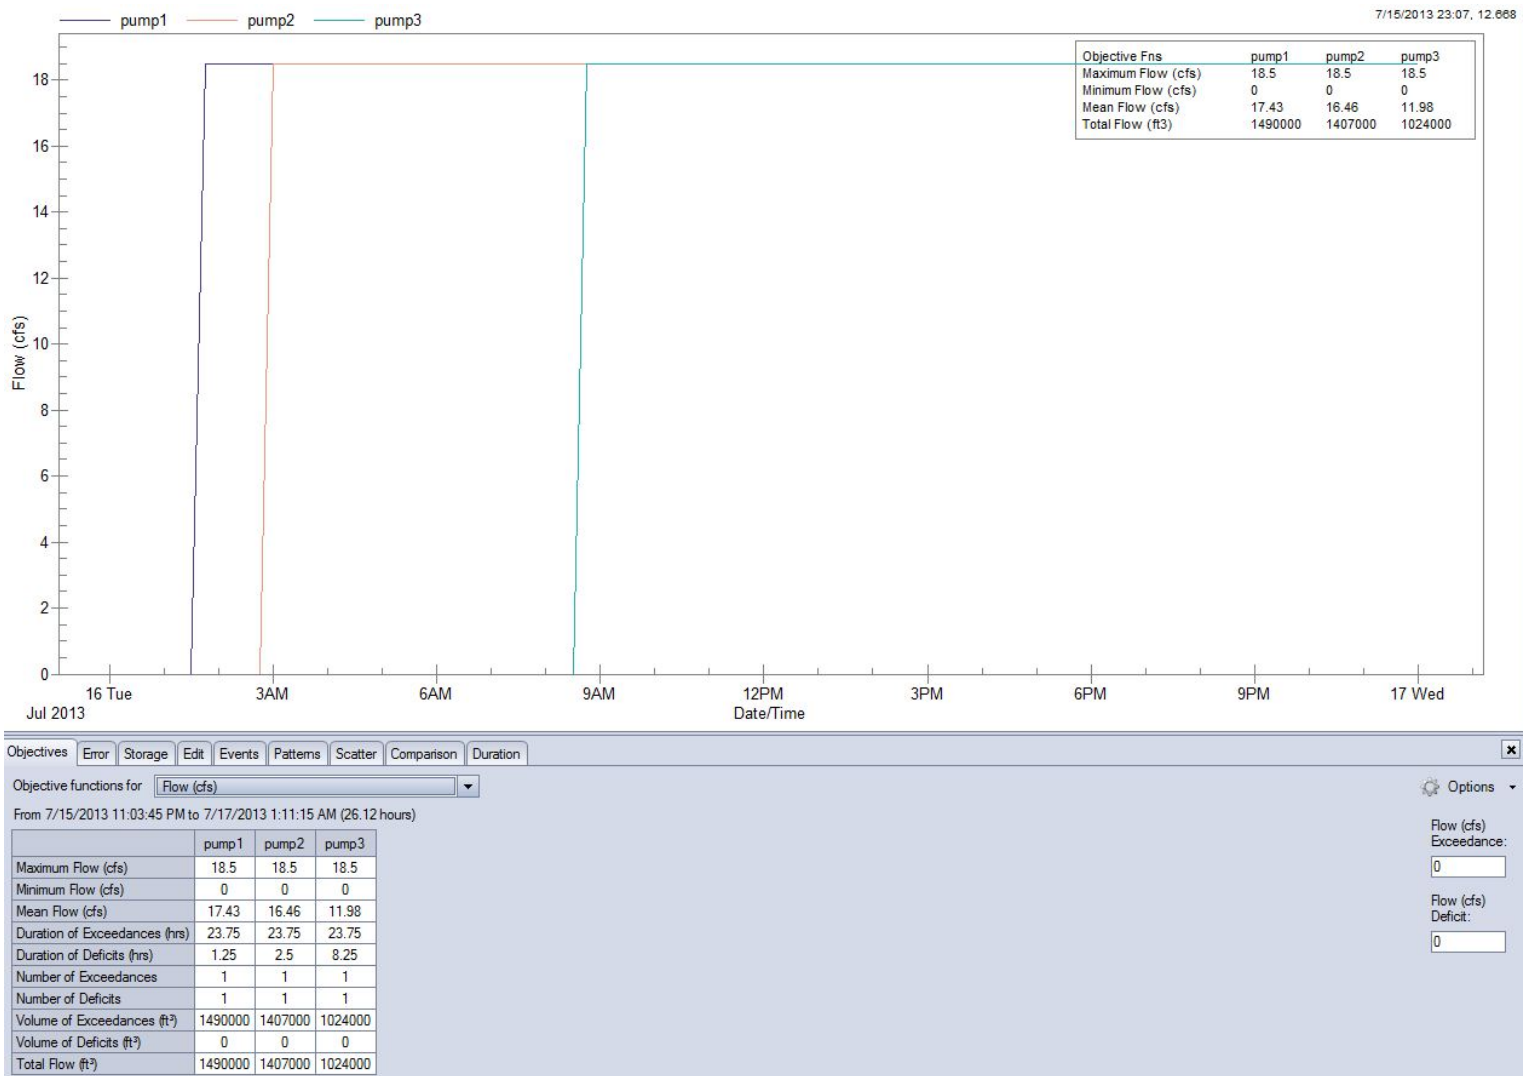 pump1 pump2 pump3
7/15/2013 23:07, 12.668
Objective Fns pump1 pump2 pump3
Maximum Flow (cfs) 18.5 18.5 18.5
Minimum Flow (cfs) 0 0 0
Mean Flow (cfs) 17.43 16.46 11.98
Total Flow (ft3) 1490000 1407000 1024000
18
16
14
12
10
8
6
4
2
0
Flow (cfs)
16 Tue 3AM 6AM 9AM 12PM 3PM 6PM 9PM 17 Wed
Jul 2013
Date/Time
Objectives Error Storage Edit Events Patterns Scatter Comparison Duration
Objective functions for Flow (cfs)
Options
From 7/15/2013 11:03:45 PM to 7/17/2013 1:11:15 AM (26.12 hours)
pump1 pump2 pump3
Maximum Flow (cfs) 18.5 18.5 18.5
Minimum Flow (cfs) 0 0 0
Mean Flow (cfs) 17.43 16.46 11.98
Duration of Exceedances (hrs) 23.75 23.75 23.75
Duration of Deficits (hrs) 1.25 2.5 8.25
Number of Exceedances 1 1 1
Number of Deficits 1 1 1
Volume of Exceedances (ft³) 1490000 1407000 1024000
Volume of Deficits (ft³) 0 0 0
Total Flow (ft³) 1490000 1407000 1024000
Flow (cfs)
Exceedance:
0
Flow (cfs)
Deficit:
0